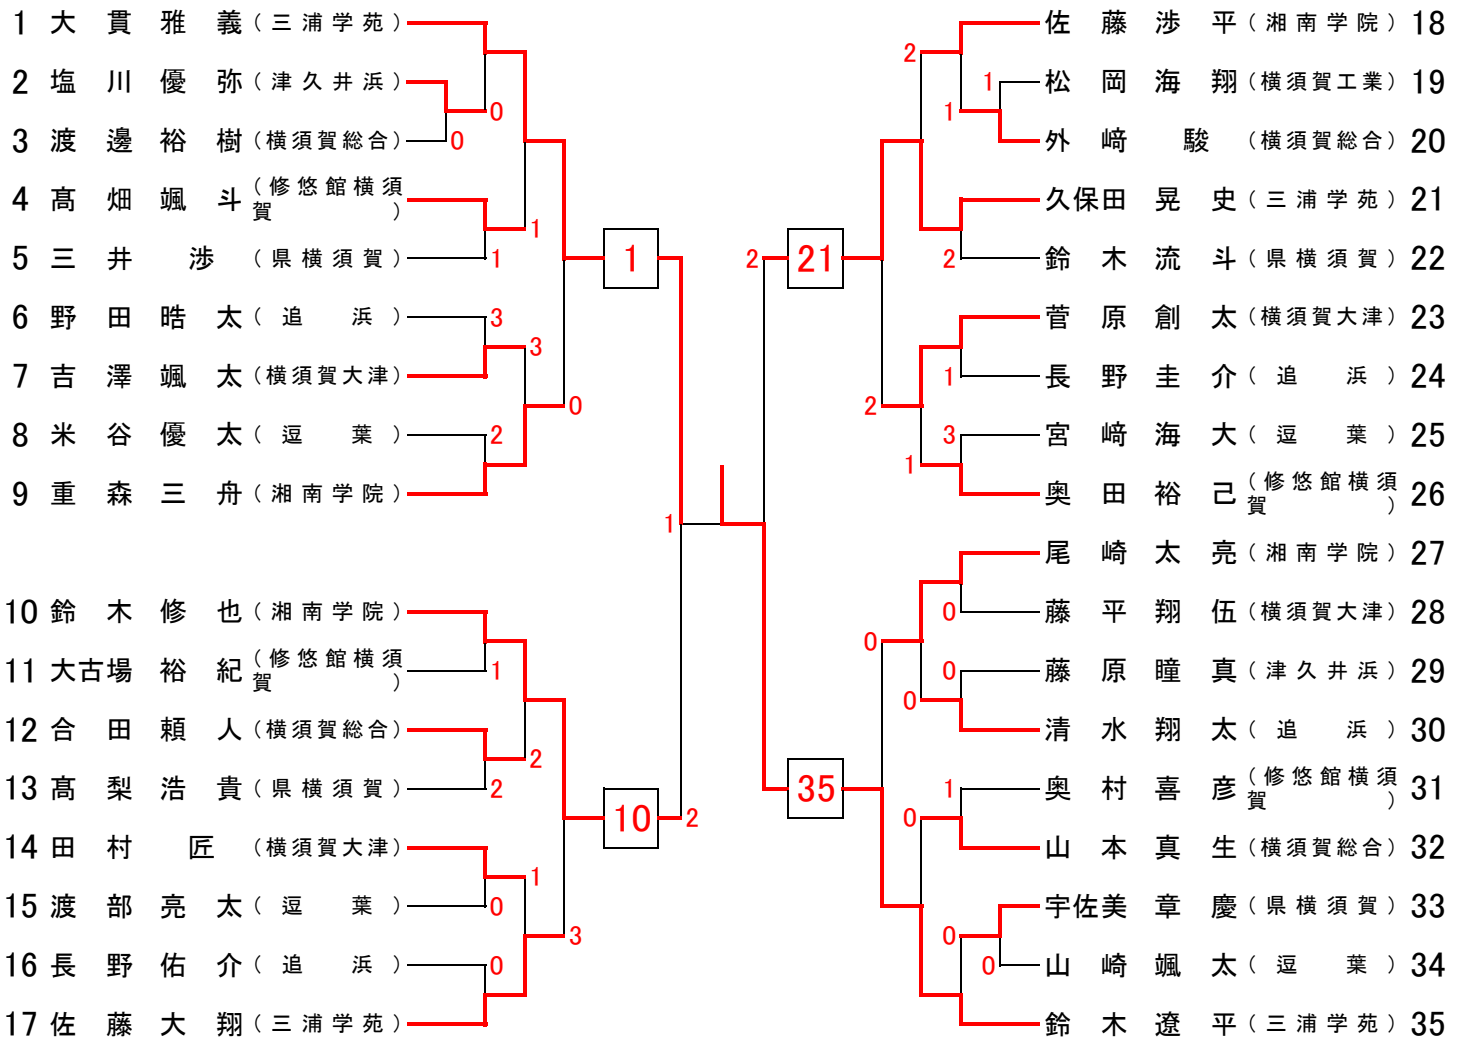 1 大貫雅義 (三浦学苑)
2 塩川優弥 (津久井浜)
0
3 渡邊裕樹 (横須賀総合)
0
4 髙畑颯斗 (修悠館横須賀)
1
5 三井渉 (県横須賀)
1
1
6 野田晧太 (追浜)
3
3
7 吉澤颯太 (横須賀大津)
0
8 米谷優太 (逗葉)
2
9 重森三舟 (湘南学院)
1
10 鈴木修也 (湘南学院)
11 大古場裕紀 (修悠館横須賀)
1
12 合田頼人 (横須賀総合)
2
13 髙梨浩貴 (県横須賀)
2
10
2
14 田村匠 (横須賀大津)
1
15 渡部亮太 (逗葉)
0
3
16 長野佑介 (追浜)
0
17 佐藤大翔 (三浦学苑)
佐藤渉平 (湘南学院) 18
2
1
松岡海翔 (横須賀工業) 19
1
外﨑駿 (横須賀総合) 20
久保田晃史 (三浦学苑) 21
2
21
2
鈴木流斗 (県横須賀) 22
菅原創太 (横須賀大津) 23
1
長野圭介 (追浜) 24
2
3
宮﨑海大 (逗葉) 25
1
奥田裕己 (修悠館横須賀) 26
尾崎太亮 (湘南学院) 27
0
藤平翔伍 (横須賀大津) 28
0
0
藤原瞳真 (津久井浜) 29
0
清水翔太 (追浜) 30
35
1
奥村喜彦 (修悠館横須賀) 31
0
山本真生 (横須賀総合) 32
宇佐美章慶 (県横須賀) 33
0
0
山崎颯太 (逗葉) 34
鈴木遼平 (三浦学苑) 35